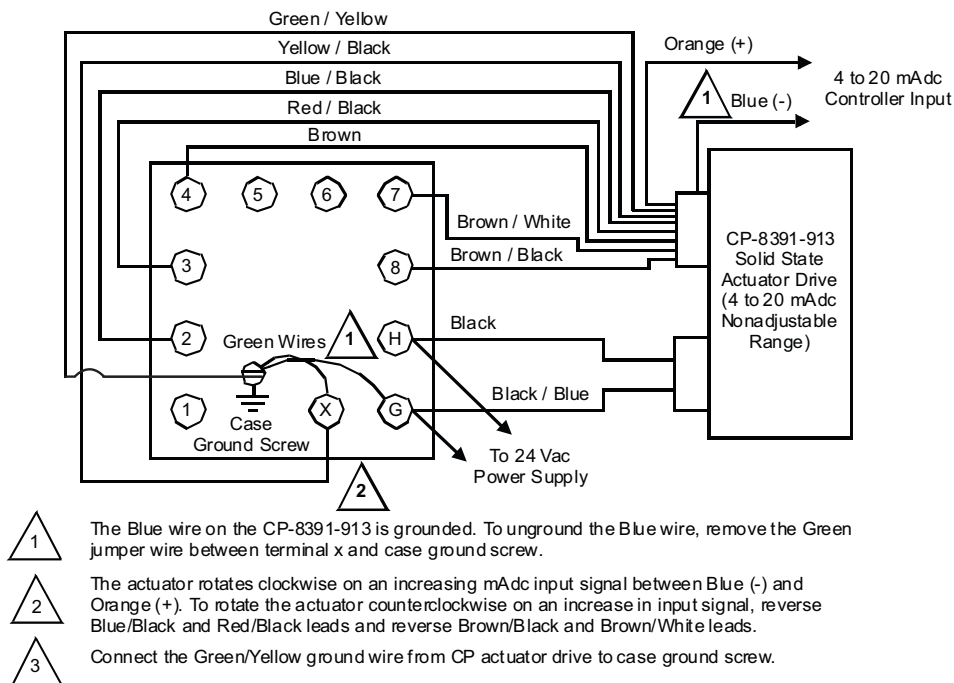 Green / Yellow
Yellow / Black
Blue / Black
Red / Black
Brown
Orange (+)
1
Blue (-)
4 to 20 mAdc
Controller Input
4
5
6
7
Brown / White
3
8
Brown / Black
CP-8391-913
Solid State
Actuator Drive
(4 to 20 mAdc
Nonadjustable
Range)
2
Green Wires
1
H
Black
1
Case
Ground Screw
X
G
Black / Blue
2
To 24 Vac
Power Supply
1
The Blue wire on the CP-8391-913 is grounded. To unground the Blue wire, remove the Green
jumper wire between terminal x and case ground screw.
2
The actuator rotates clockwise on an increasing mAdc input signal between Blue (-) and
Orange (+). To rotate the actuator counterclockwise on an increase in input signal, reverse
Blue/Black and Red/Black leads and reverse Brown/Black and Brown/White leads.
3
Connect the Green/Yellow ground wire from CP actuator drive to case ground screw.